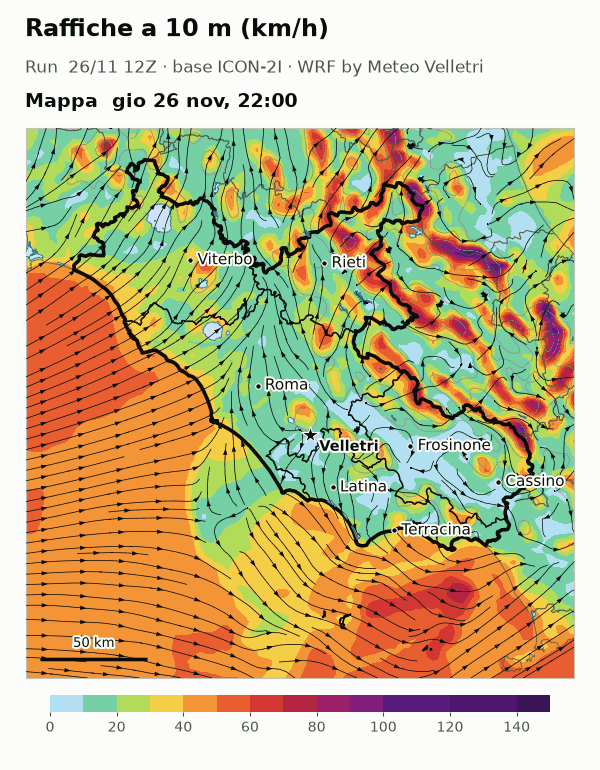 Raffiche a 10 m (km/h)
Run 26/11 12Z · base ICON-2I · WRF by Meteo Velletri
Mappa gio 26 nov, 22:00
Viterbo
Rieti
Roma
Velletri
Frosinone
Latina
Cassino
Terracina
50 km
0 20 40 60 80 100 120 140